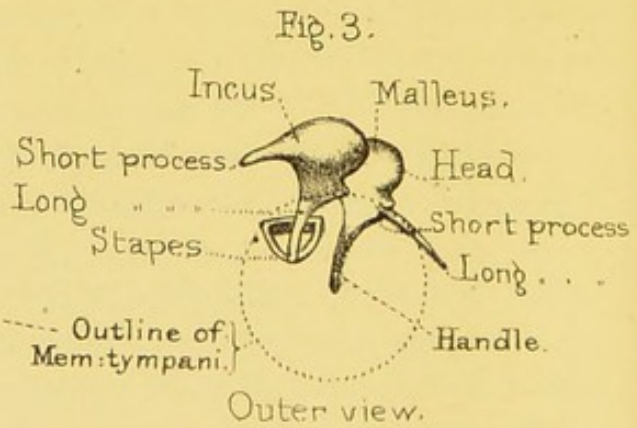 Fig. 3.
Incus
Malleus.
Short process.
Head.
Long " " "
Short process
Stapes
Long . . .
Outline of
Mem: tympani.
Handle.
Outer view.